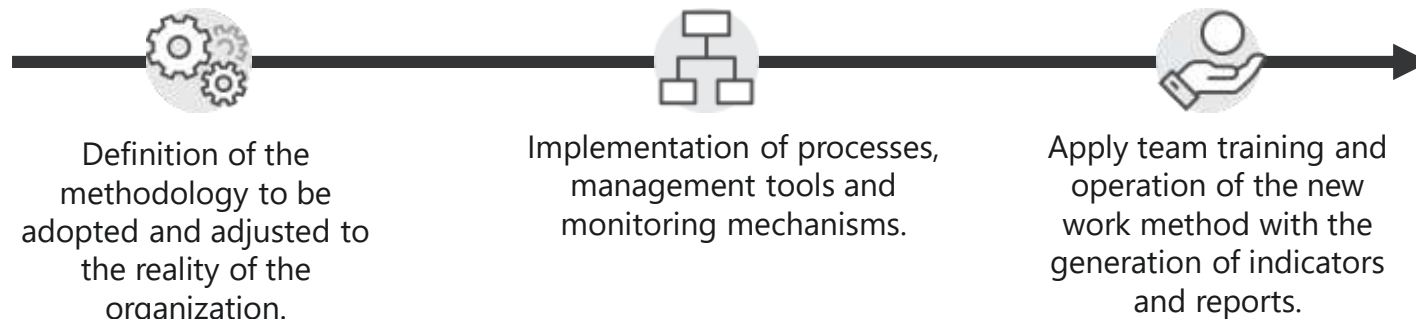 Definition of the
methodology to be
adopted and adjusted to
the reality of the
organization.
Implementation of processes,
management tools and
monitoring mechanisms.
Apply team training and
operation of the new
work method with the
generation of indicators
and reports.